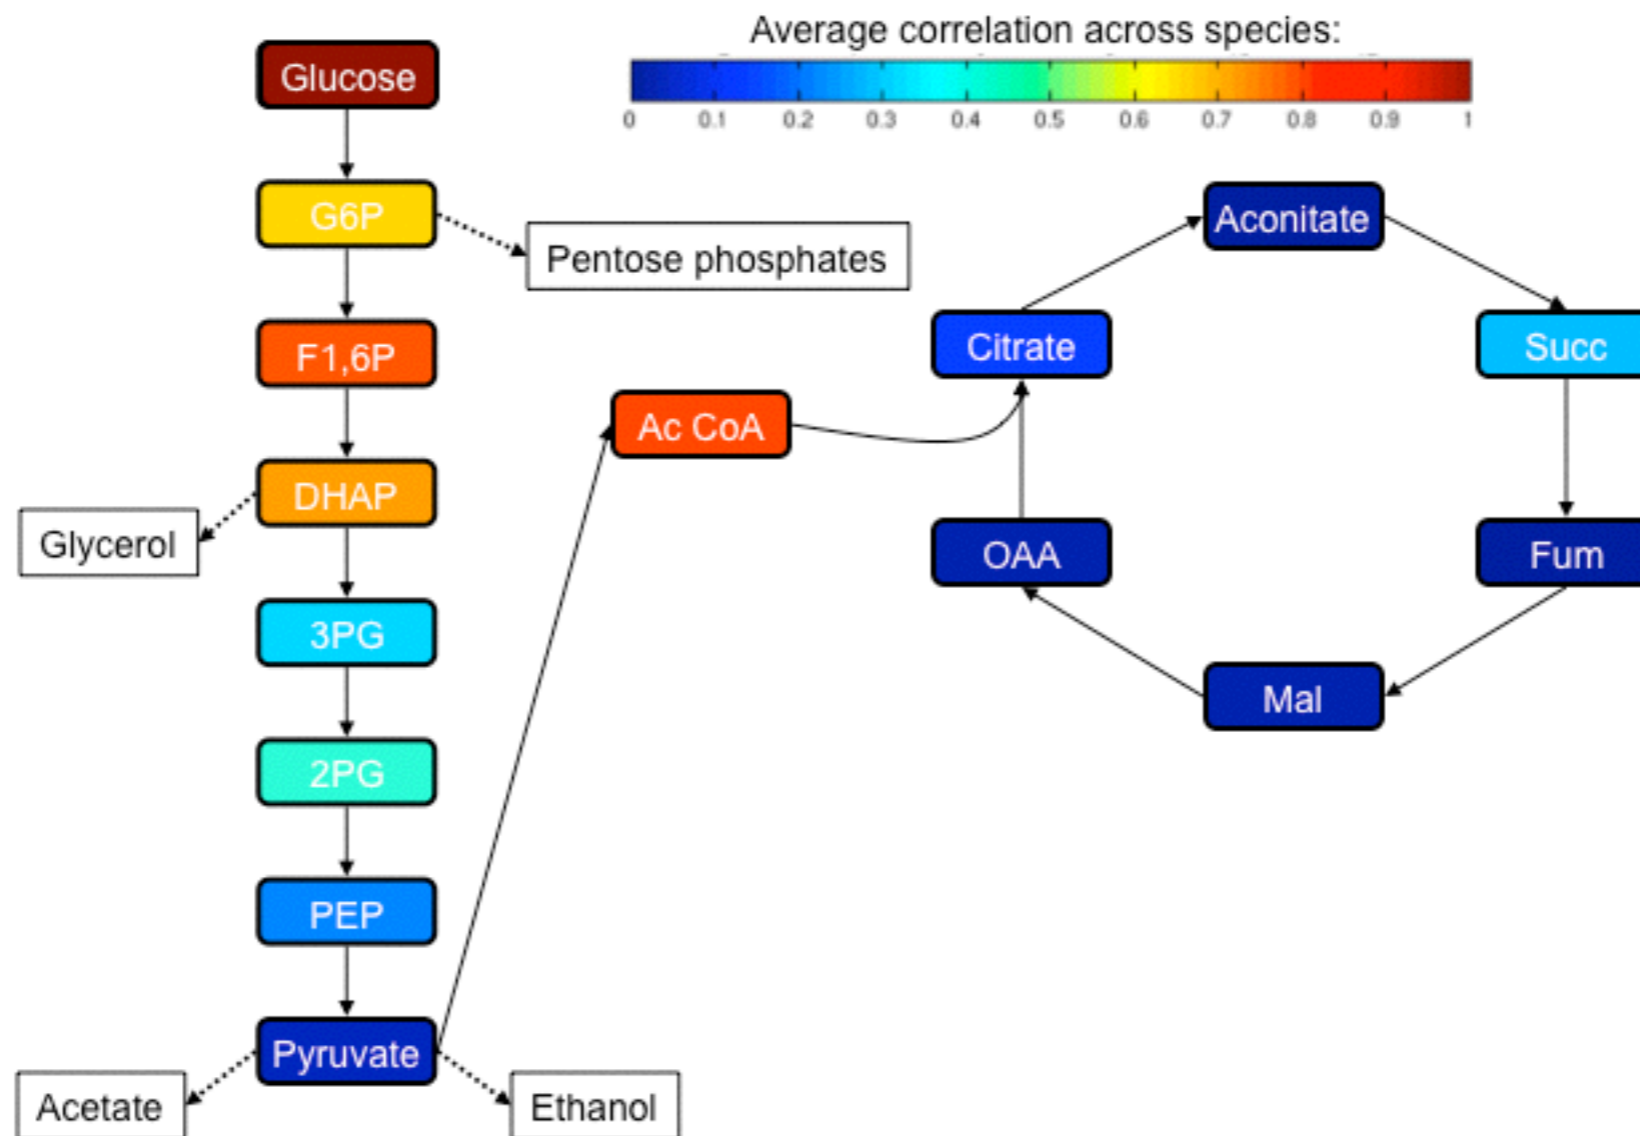 Average correlation across species:
0 0.1 0.2 0.3 0.4 0.5 0.6 0.7 0.8 0.9 1
Glucose
G6P
Pentose phosphates
F1,6P
DHAP
Glycerol
3PG
2PG
PEP
Pyruvate
Acetate
Ethanol
Ac CoA
Citrate
Aconitate
Succ
Fum
Mal
OAA